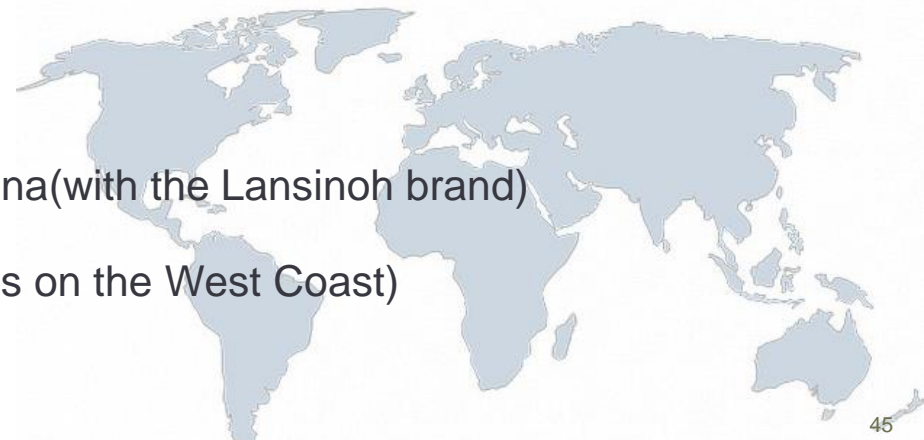 na(with the Lansinoh brand)
s on the West Coast)
45